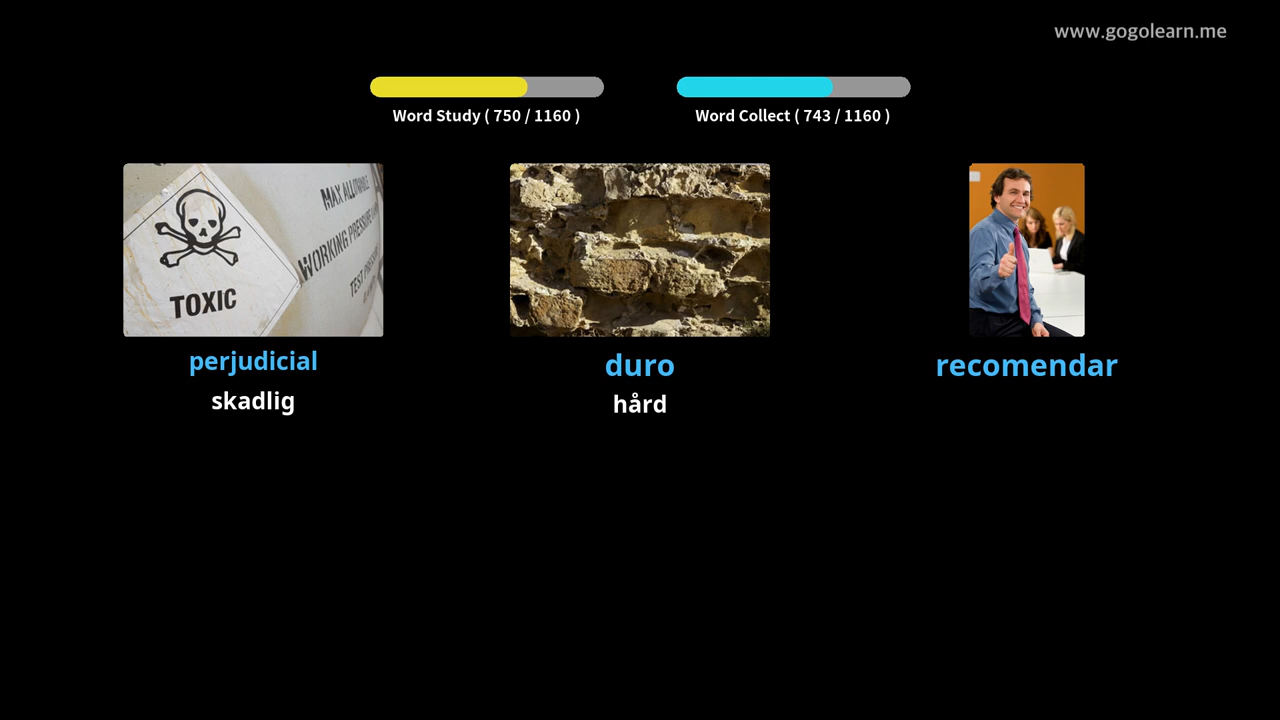 www.gogolearn.me
Word Study ( 750 / 1160 )
Word Collect ( 743 / 1160 )
MAX ALLOWABLE
WORKING PRESSURE
TEST
TOXIC
perjudicial
duro
recomendar
skadlig
hård